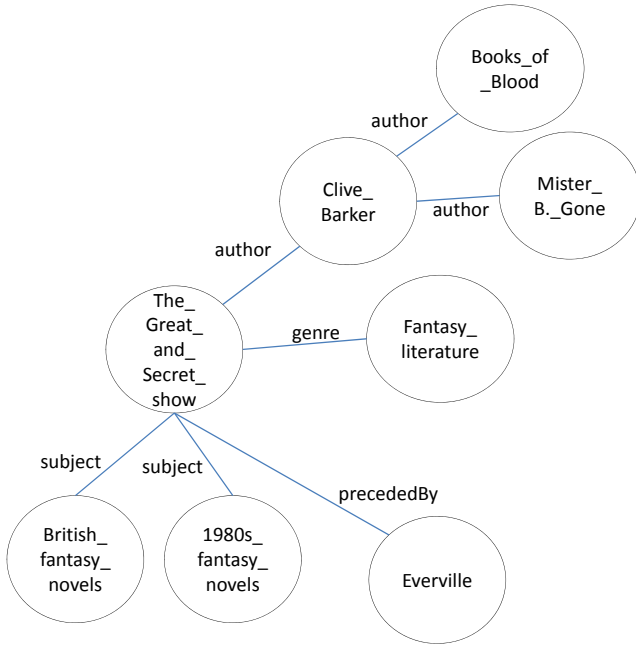 Books_of
_Blood
author
Clive_
Barker
Mister_
B._Gone
author
author
The_
Great_
and_
Secret_
show
genre
Fantasy_
literature
subject
subject
precededBy
British_
fantasy_
novels
1980s_
fantasy_
novels
Everville